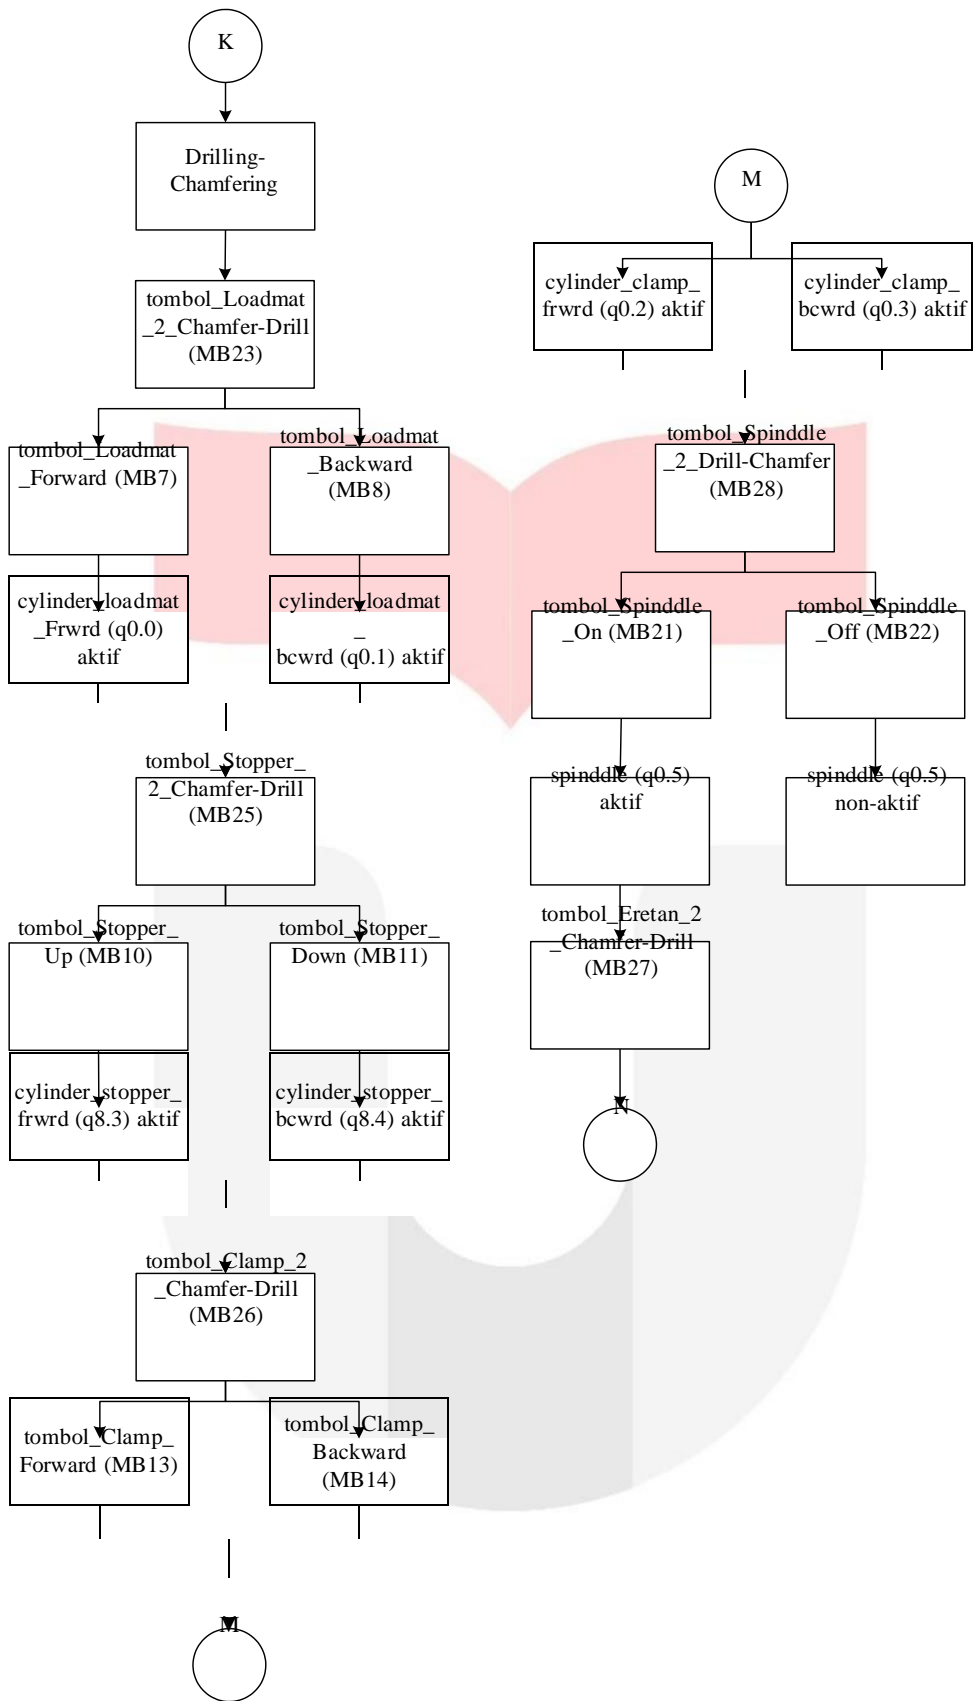 K
Drilling-
Chamfering
tombol_Loadmat
_2_Chamfer-Drill
(MB23)
tombol_Loadmat
_Forward (MB7)
tombol_Loadmat
_Backward
(MB8)
cylinder_loadmat
_Frwrd (q0.0)
aktif
cylinder_loadmat
_
bcwrd (q0.1) aktif
tombol_Stopper_
2_Chamfer-Drill
(MB25)
tombol_Stopper_
Up (MB10)
tombol_Stopper_
Down (MB11)
cylinder_stopper_
frwrd (q8.3) aktif
cylinder_stopper_
bcwrd (q8.4) aktif
tombol_Clamp_2
_Chamfer-Drill
(MB26)
tombol_Clamp_
Forward (MB13)
tombol_Clamp_
Backward
(MB14)
M
M
cylinder_clamp_
frwrd (q0.2) aktif
cylinder_clamp_
bcwrd (q0.3) aktif
tombol_Spinddle
_2_Drill-Chamfer
(MB28)
tombol_Spinddle
_On (MB21)
tombol_Spinddle
_Off (MB22)
spinddle (q0.5)
aktif
spinddle (q0.5)
non-aktif
tombol_Eretan_2
_Chamfer-Drill
(MB27)
N